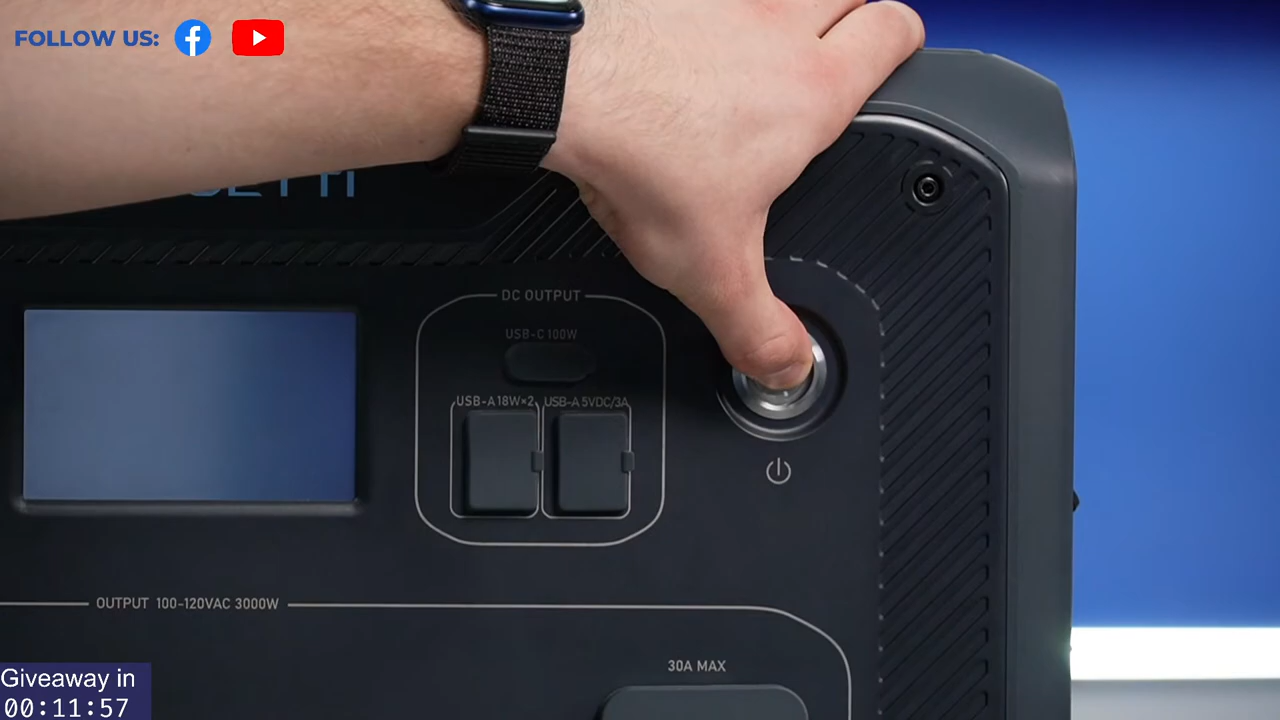 FOLLOW US:
DC OUTPUT
USB-C 100W
USB-A 18W×2
USB-A 5VDC/3A
OUTPUT 100-120VAC 3000W
30A MAX
Giveaway in
00:11:57